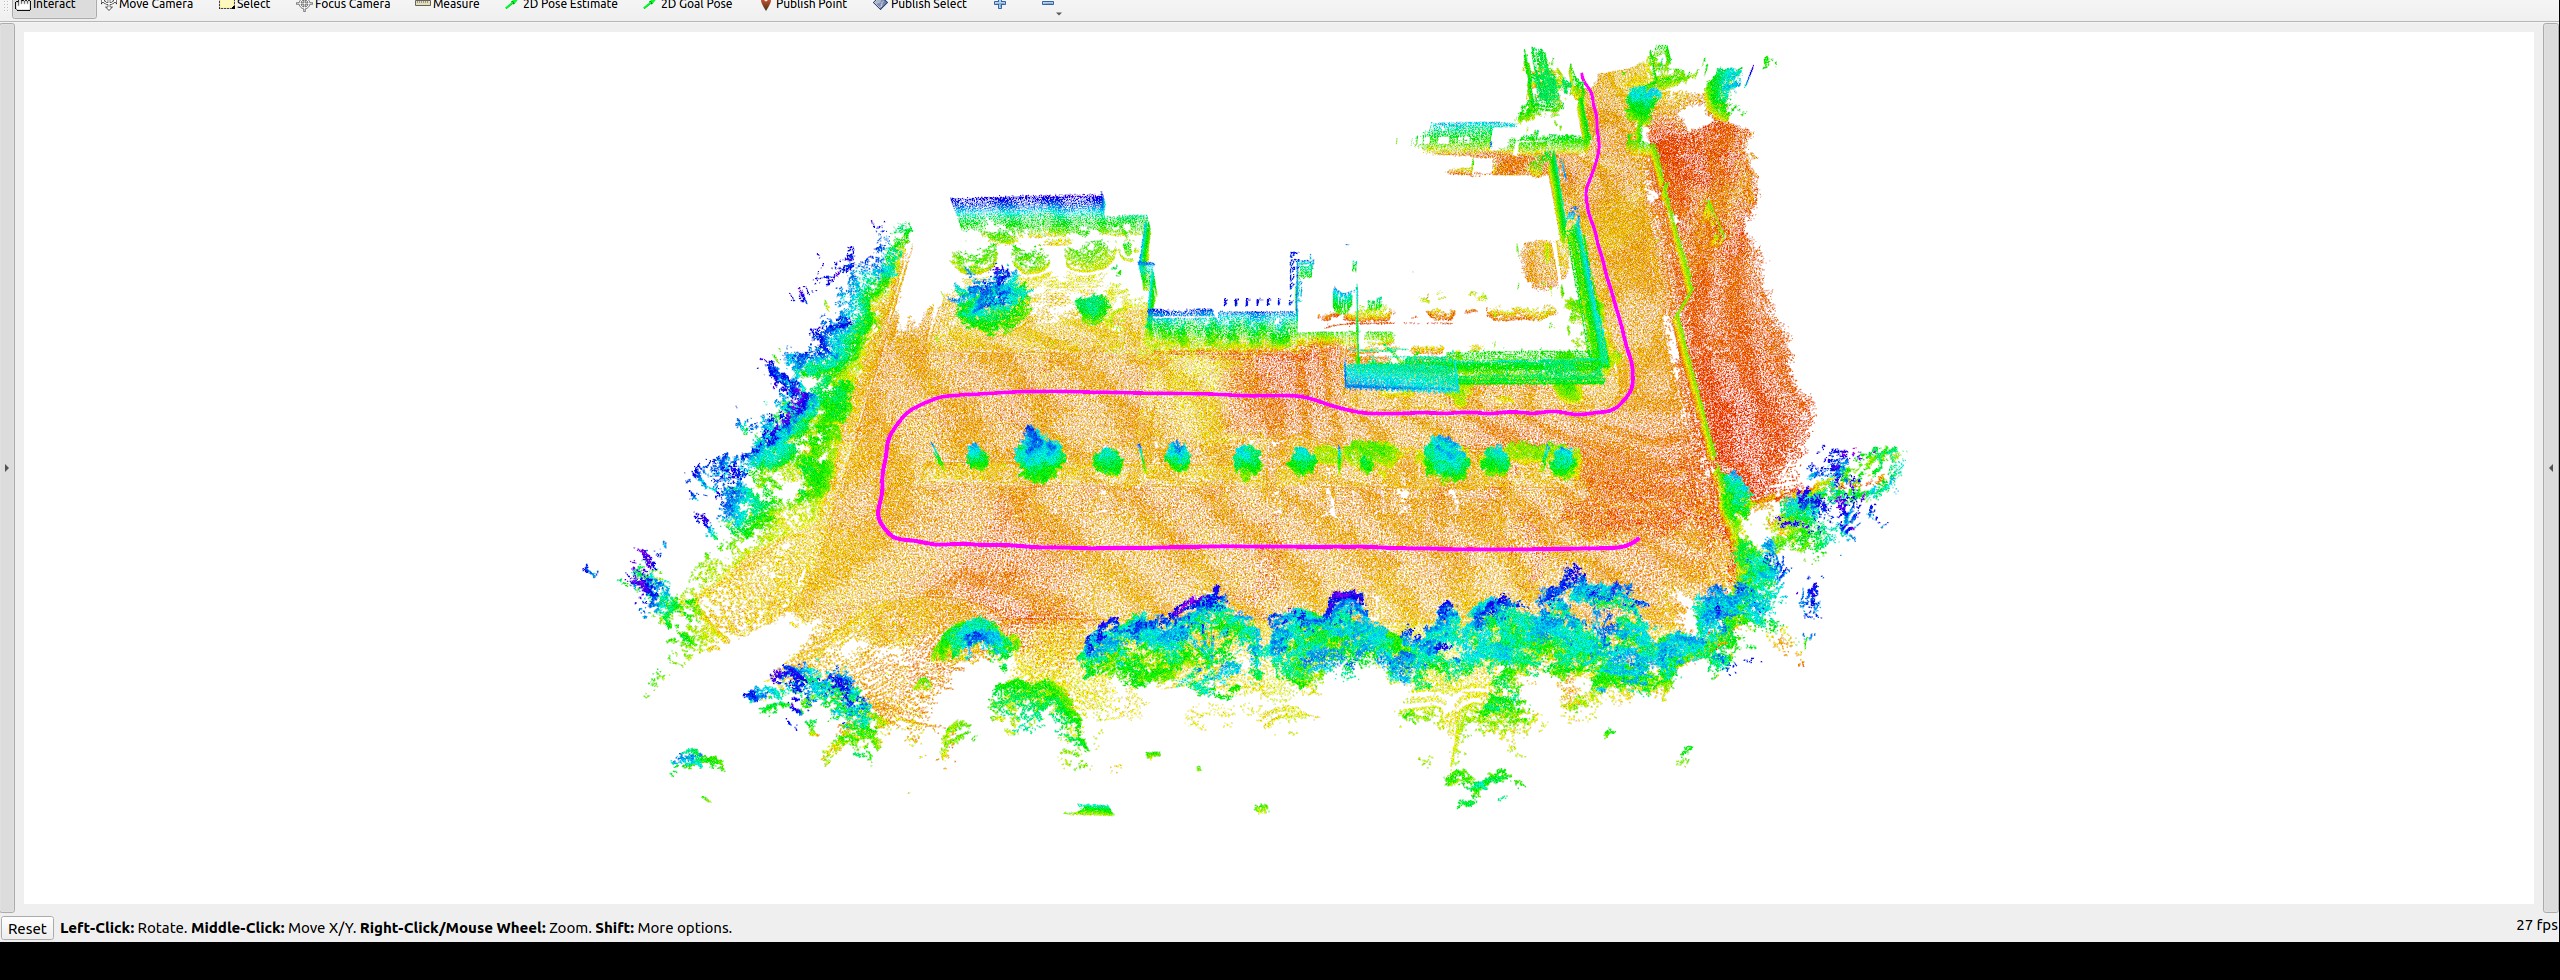 Interact Move Camera Select Focus Camera Measure 2D Pose Estimate 2D Goal Pose Publish Point Publish Select
Reset Left-Click: Rotate. Middle-Click: Move X/Y. Right-Click/Mouse Wheel: Zoom. Shift: More options. 27 fps